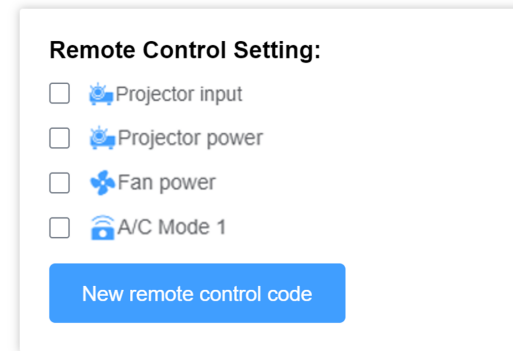 Remote Control Setting:
Projector input
Projector power
Fan power
A/C Mode 1
New remote control code